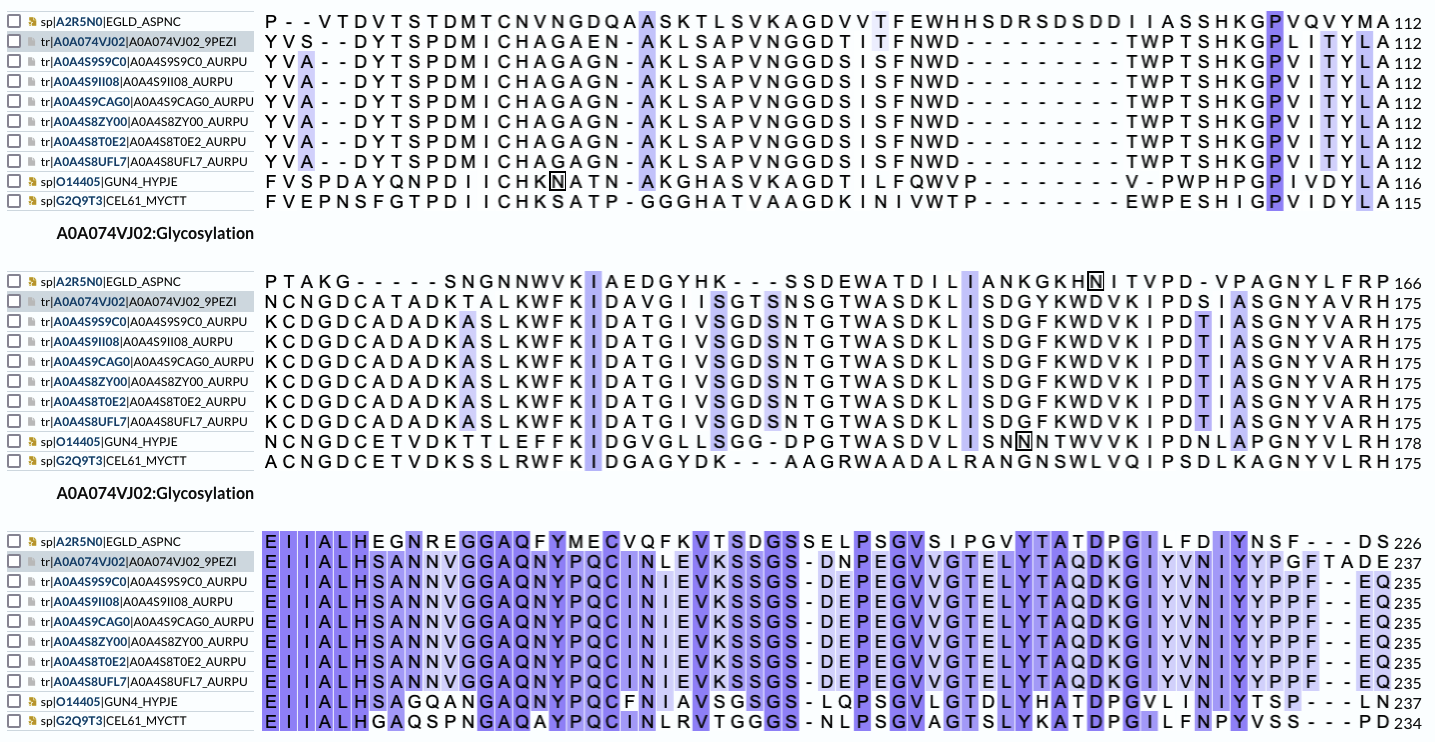 sp|A2R5N0|EGLD_ASPNC P--VTDVTSTDMTCNVNGDQAASKTLSVKAGDVVTFEWHHSDRSDSDDIIASSHKGPVQVYMA 112
tr|A0A074VJ02|A0A074VJ02_9PEZI YVS--DYTSPDMICHAGAEN-AKLSAPVNGGDTITFNWD---------TWPTSHKGPLITYLA 112
tr|A0A4S9S9C0|A0A4S9S9C0_AURPU YVA--DYTSPDMICHAGAGN-AKLSAPVNGGDSISFNWD---------TWPTSHKGPVITYLA 112
tr|A0A4S9II08|A0A4S9II08_AURPU YVA--DYTSPDMICHAGAGN-AKLSAPVNGGDSISFNWD---------TWPTSHKGPVITYLA 112
tr|A0A4S9CAG0|A0A4S9CAG0_AURPU YVA--DYTSPDMICHAGAGN-AKLSAPVNGGDSISFNWD---------TWPTSHKGPVITYLA 112
tr|A0A4S8ZY00|A0A4S8ZY00_AURPU YVA--DYTSPDMICHAGAGN-AKLSAPVNGGDSISFNWD---------TWPTSHKGPVITYLA 112
tr|A0A4S8T0E2|A0A4S8T0E2_AURPU YVA--DYTSPDMICHAGAGN-AKLSAPVNGGDSISFNWD---------TWPTSHKGPVITYLA 112
tr|A0A4S8UFL7|A0A4S8UFL7_AURPU YVA--DYTSPDMICHAGAGN-AKLSAPVNGGDSISFNWD---------TWPTSHKGPVITYLA 112
sp|O14405|GUN4_HYPJE FVSPDAYQNPDIICHKNATN-AKGHASVKAGDTILFQWVP--------V-PWPHPGPIVDYLA 116
sp|G2Q9T3|CEL61_MYCTT FVEPNSFGTPDIICHKSATP-GGGHATVAAGDKINIVWTP--------EWPESHIGPVIDYLA 115
A0A074VJ02:Glycosylation
sp|A2R5N0|EGLD_ASPNC PTAKG-----SNGNNWVKIAEDGYHK---SSDEWATDILIANKGKHNITVPD-VPAGNYLFRP 166
tr|A0A074VJ02|A0A074VJ02_9PEZI NCNGDCATADKTALKWFKIDAVGIISGTSNSGTWASDKLISDGYKWDVKIPDSIASGNYAVRH 175
tr|A0A4S9S9C0|A0A4S9S9C0_AURPU KCDGDCADADKASLKWFKIDATGIVSGDSNTGTWASDKLISDGFKWDVKIPDTIASGNYVARH 175
tr|A0A4S9II08|A0A4S9II08_AURPU KCDGDCADADKASLKWFKIDATGIVSGDSNTGTWASDKLISDGFKWDVKIPDTIASGNYVARH 175
tr|A0A4S9CAG0|A0A4S9CAG0_AURPU KCDGDCADADKASLKWFKIDATGIVSGDSNTGTWASDKLISDGFKWDVKIPDTIASGNYVARH 175
tr|A0A4S8ZY00|A0A4S8ZY00_AURPU KCDGDCADADKASLKWFKIDATGIVSGDSNTGTWASDKLISDGFKWDVKIPDTIASGNYVARH 175
tr|A0A4S8T0E2|A0A4S8T0E2_AURPU KCDGDCADADKASLKWFKIDATGIVSGDSNTGTWASDKLISDGFKWDVKIPDTIASGNYVARH 175
tr|A0A4S8UFL7|A0A4S8UFL7_AURPU KCDGDCADADKASLKWFKIDATGIVSGDSNTGTWASDKLISDGFKWDVKIPDTIASGNYVARH 175
sp|O14405|GUN4_HYPJE NCNGDCETVDKTTLEFFKIDGVGLLSGG-DPGTWASDVLISNNNTWVVKIPDNLAPGNYVLRH 178
sp|G2Q9T3|CEL61_MYCTT ACNGDCETVDKSSLRWFKIDGAGYDK---AAGRWAADALRANGNSWLVQIPSDLKAGNYVLRH 175
A0A074VJ02:Glycosylation
sp|A2R5N0|EGLD_ASPNC EIIALHEGNREGGAQFYMECVQFKVTSDGSSELPSGVSIPGVYTATDPGILFDIYNSF---DS 226
tr|A0A074VJ02|A0A074VJ02_9PEZI EIIALHSANNVGGAQNYPQCINLEVKSSGS-DNPEGVVGTELYTAQDKGIYVNIYYPGFTADE 237
tr|A0A4S9S9C0|A0A4S9S9C0_AURPU EIIALHSANNVGGAQNYPQCINIEVKSSGS-DEPEGVVGTELYTAQDKGIYVNIYYPPF--EQ 235
tr|A0A4S9II08|A0A4S9II08_AURPU EIIALHSANNVGGAQNYPQCINIEVKSSGS-DEPEGVVGTELYTAQDKGIYVNIYYPPF--EQ 235
tr|A0A4S9CAG0|A0A4S9CAG0_AURPU EIIALHSANNVGGAQNYPQCINIEVKSSGS-DEPEGVVGTELYTAQDKGIYVNIYYPPF--EQ 235
tr|A0A4S8ZY00|A0A4S8ZY00_AURPU EIIALHSANNVGGAQNYPQCINIEVKSSGS-DEPEGVVGTELYTAQDKGIYVNIYYPPF--EQ 235
tr|A0A4S8T0E2|A0A4S8T0E2_AURPU EIIALHSANNVGGAQNYPQCINIEVKSSGS-DEPEGVVGTELYTAQDKGIYVNIYYPPF--EQ 235
tr|A0A4S8UFL7|A0A4S8UFL7_AURPU EIIALHSANNVGGAQNYPQCINIEVKSSGS-DEPEGVVGTELYTAQDKGIYVNIYYPPF--EQ 235
sp|O14405|GUN4_HYPJE EIIALHSAGQANGAQNYPQCFNIAVSGSGS-LQPSGVLGTDLYHATDPGVLINIYTSP---LN 237
sp|G2Q9T3|CEL61_MYCTT EIIALHGAQSPNGAQAYPQCINLRVTGGGS-NLPSGVAGTSLYKATDPGILFNPYVSS---PD 234